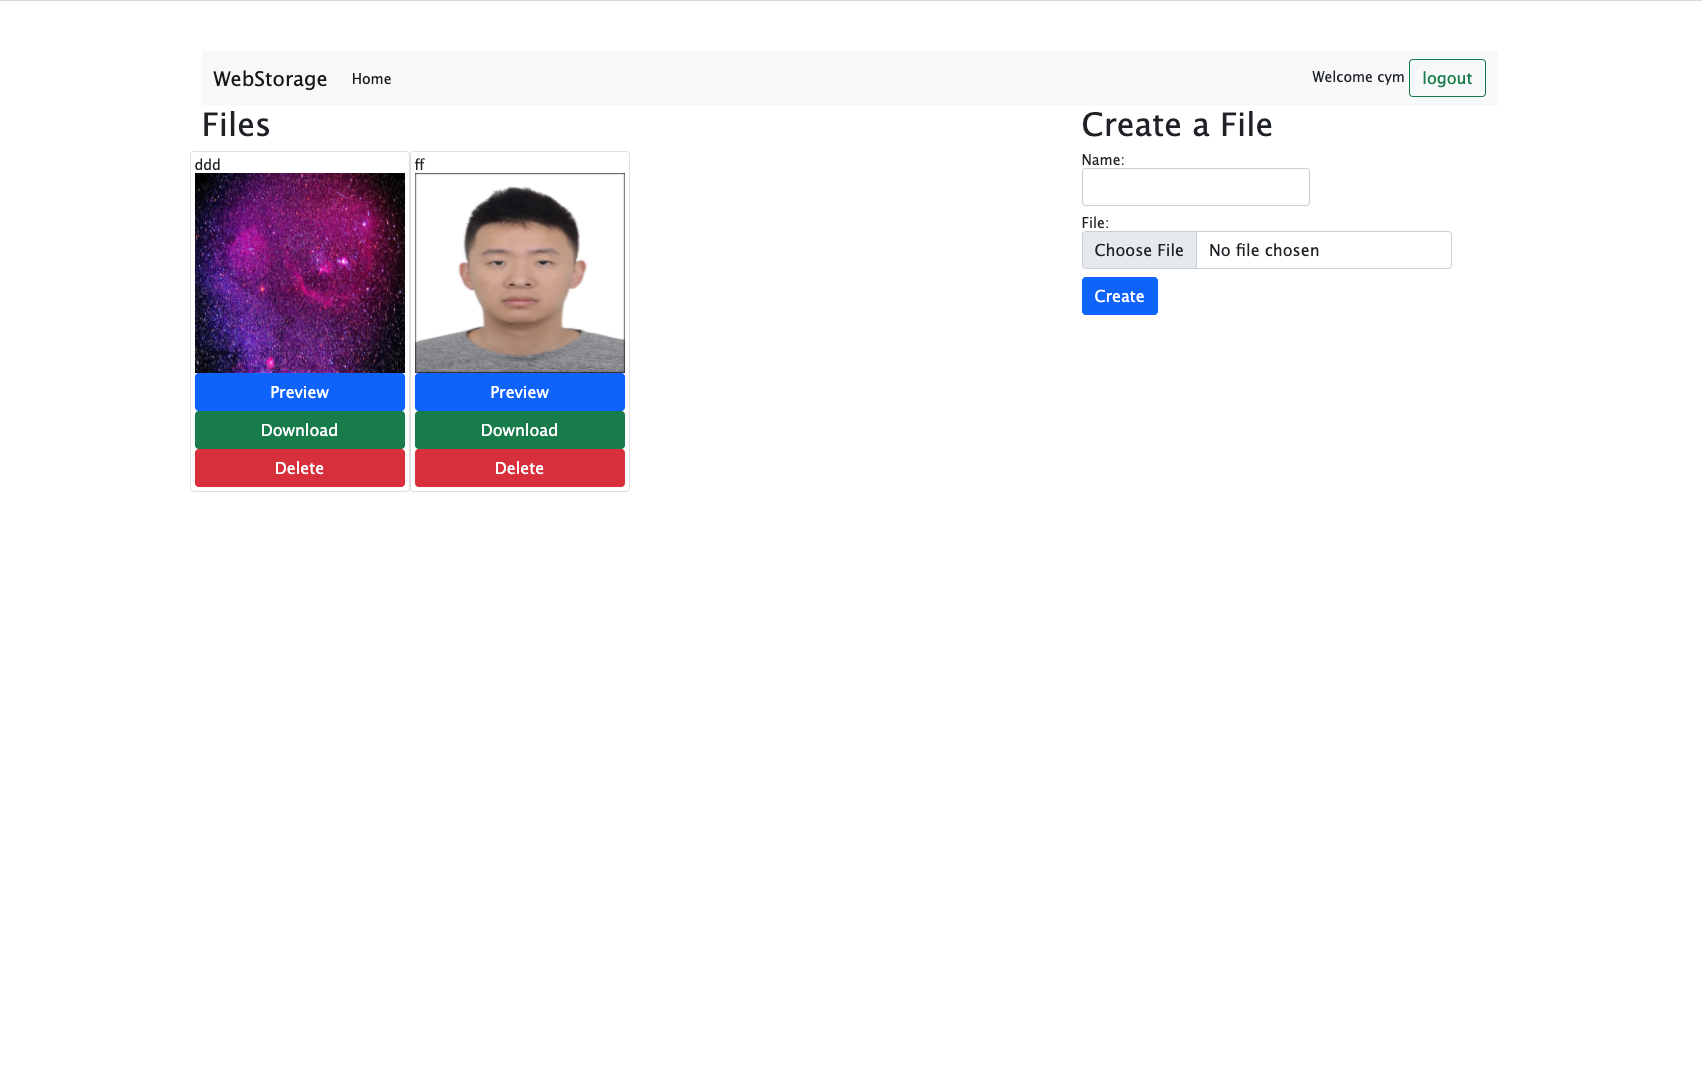 WebStorage Home Welcome cym logout
Files
ddd ff
Preview Preview
Download Download
Delete Delete
Create a File
Name:
File:
Choose File No file chosen
Create